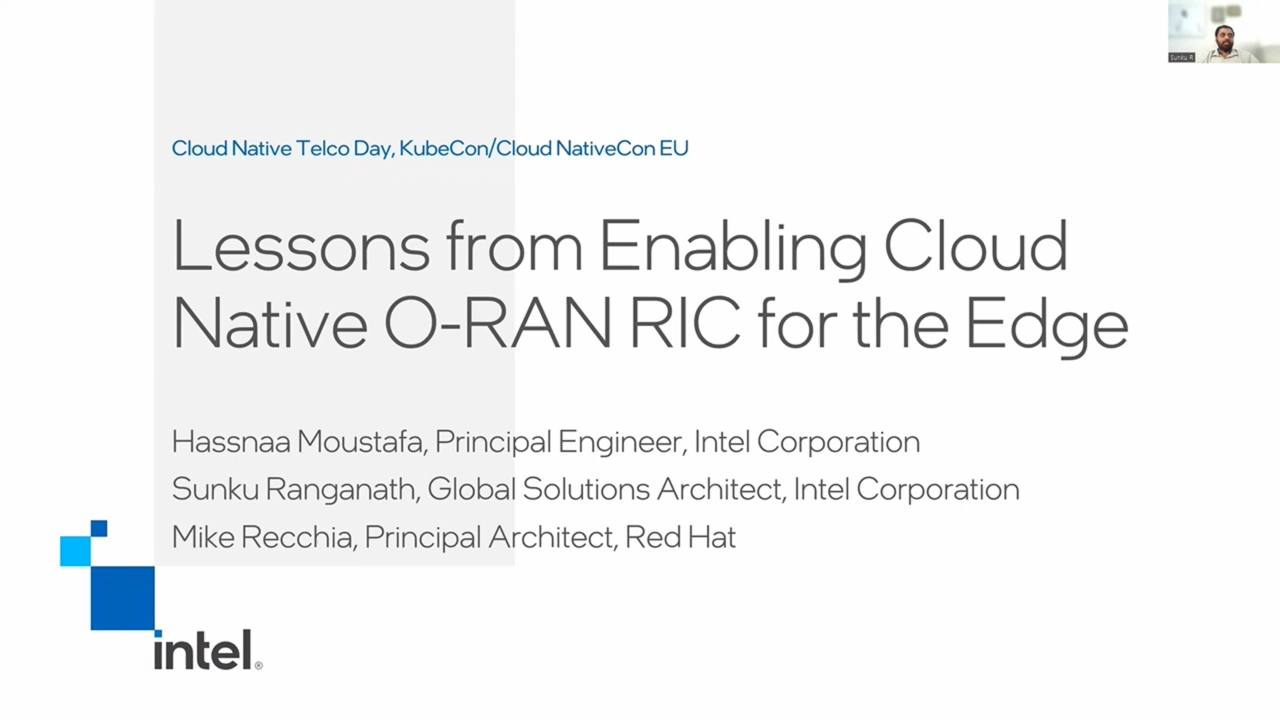 Sunku R
Cloud Native Telco Day, KubeCon/Cloud NativeCon EU
Lessons from Enabling Cloud
Native O-RAN RIC for the Edge
Hassnaa Moustafa, Principal Engineer, Intel Corporation
Sunku Ranganath, Global Solutions Architect, Intel Corporation
Mike Recchia, Principal Architect, Red Hat
intel®